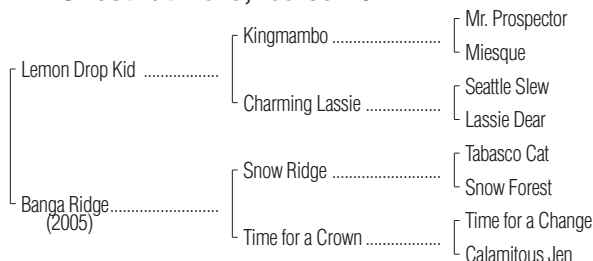 Kingmambo ....................
Mr. Prospector
Miesque
Lemon Drop Kid .................
Charming Lassie ...................
Seattle Slew
Lassie Dear
Snow Ridge ......................
Tabasco Cat
Snow Forest
Banga Ridge.........................
(2005)
Time for a Crown .................
Time for a Change
Calamitous Jen